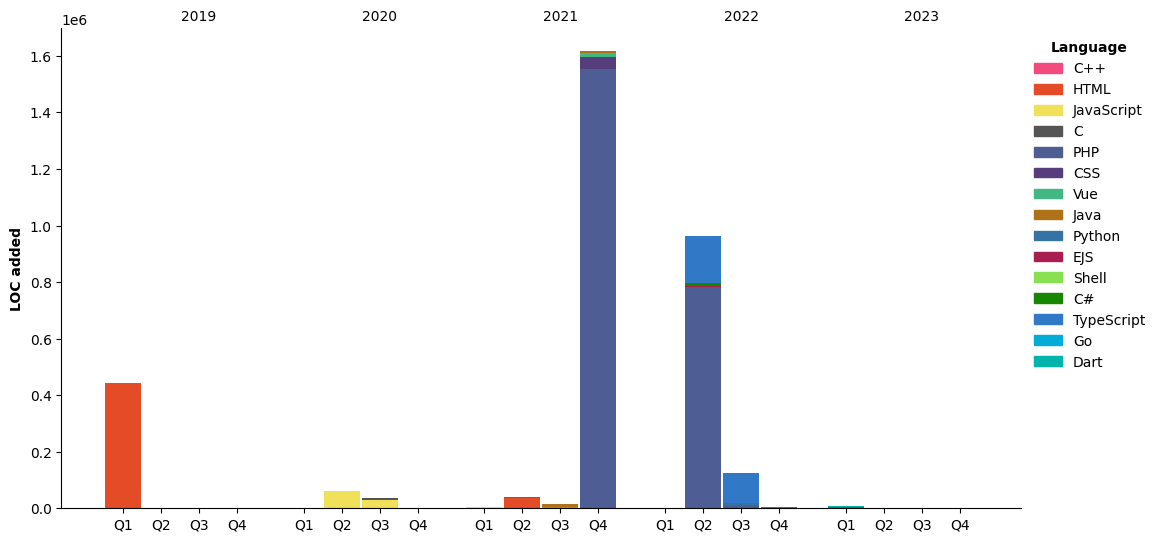 1e6
2019 2020 2021 2022 2023
LOC added
1.6
1.4
1.2
1.0
0.8
0.6
0.4
0.2
0.0
Q1 Q2 Q3 Q4 Q1 Q2 Q3 Q4 Q1 Q2 Q3 Q4 Q1 Q2 Q3 Q4 Q1 Q2 Q3 Q4
Language
C++
HTML
JavaScript
C
PHP
CSS
Vue
Java
Python
EJS
Shell
C#
TypeScript
Go
Dart